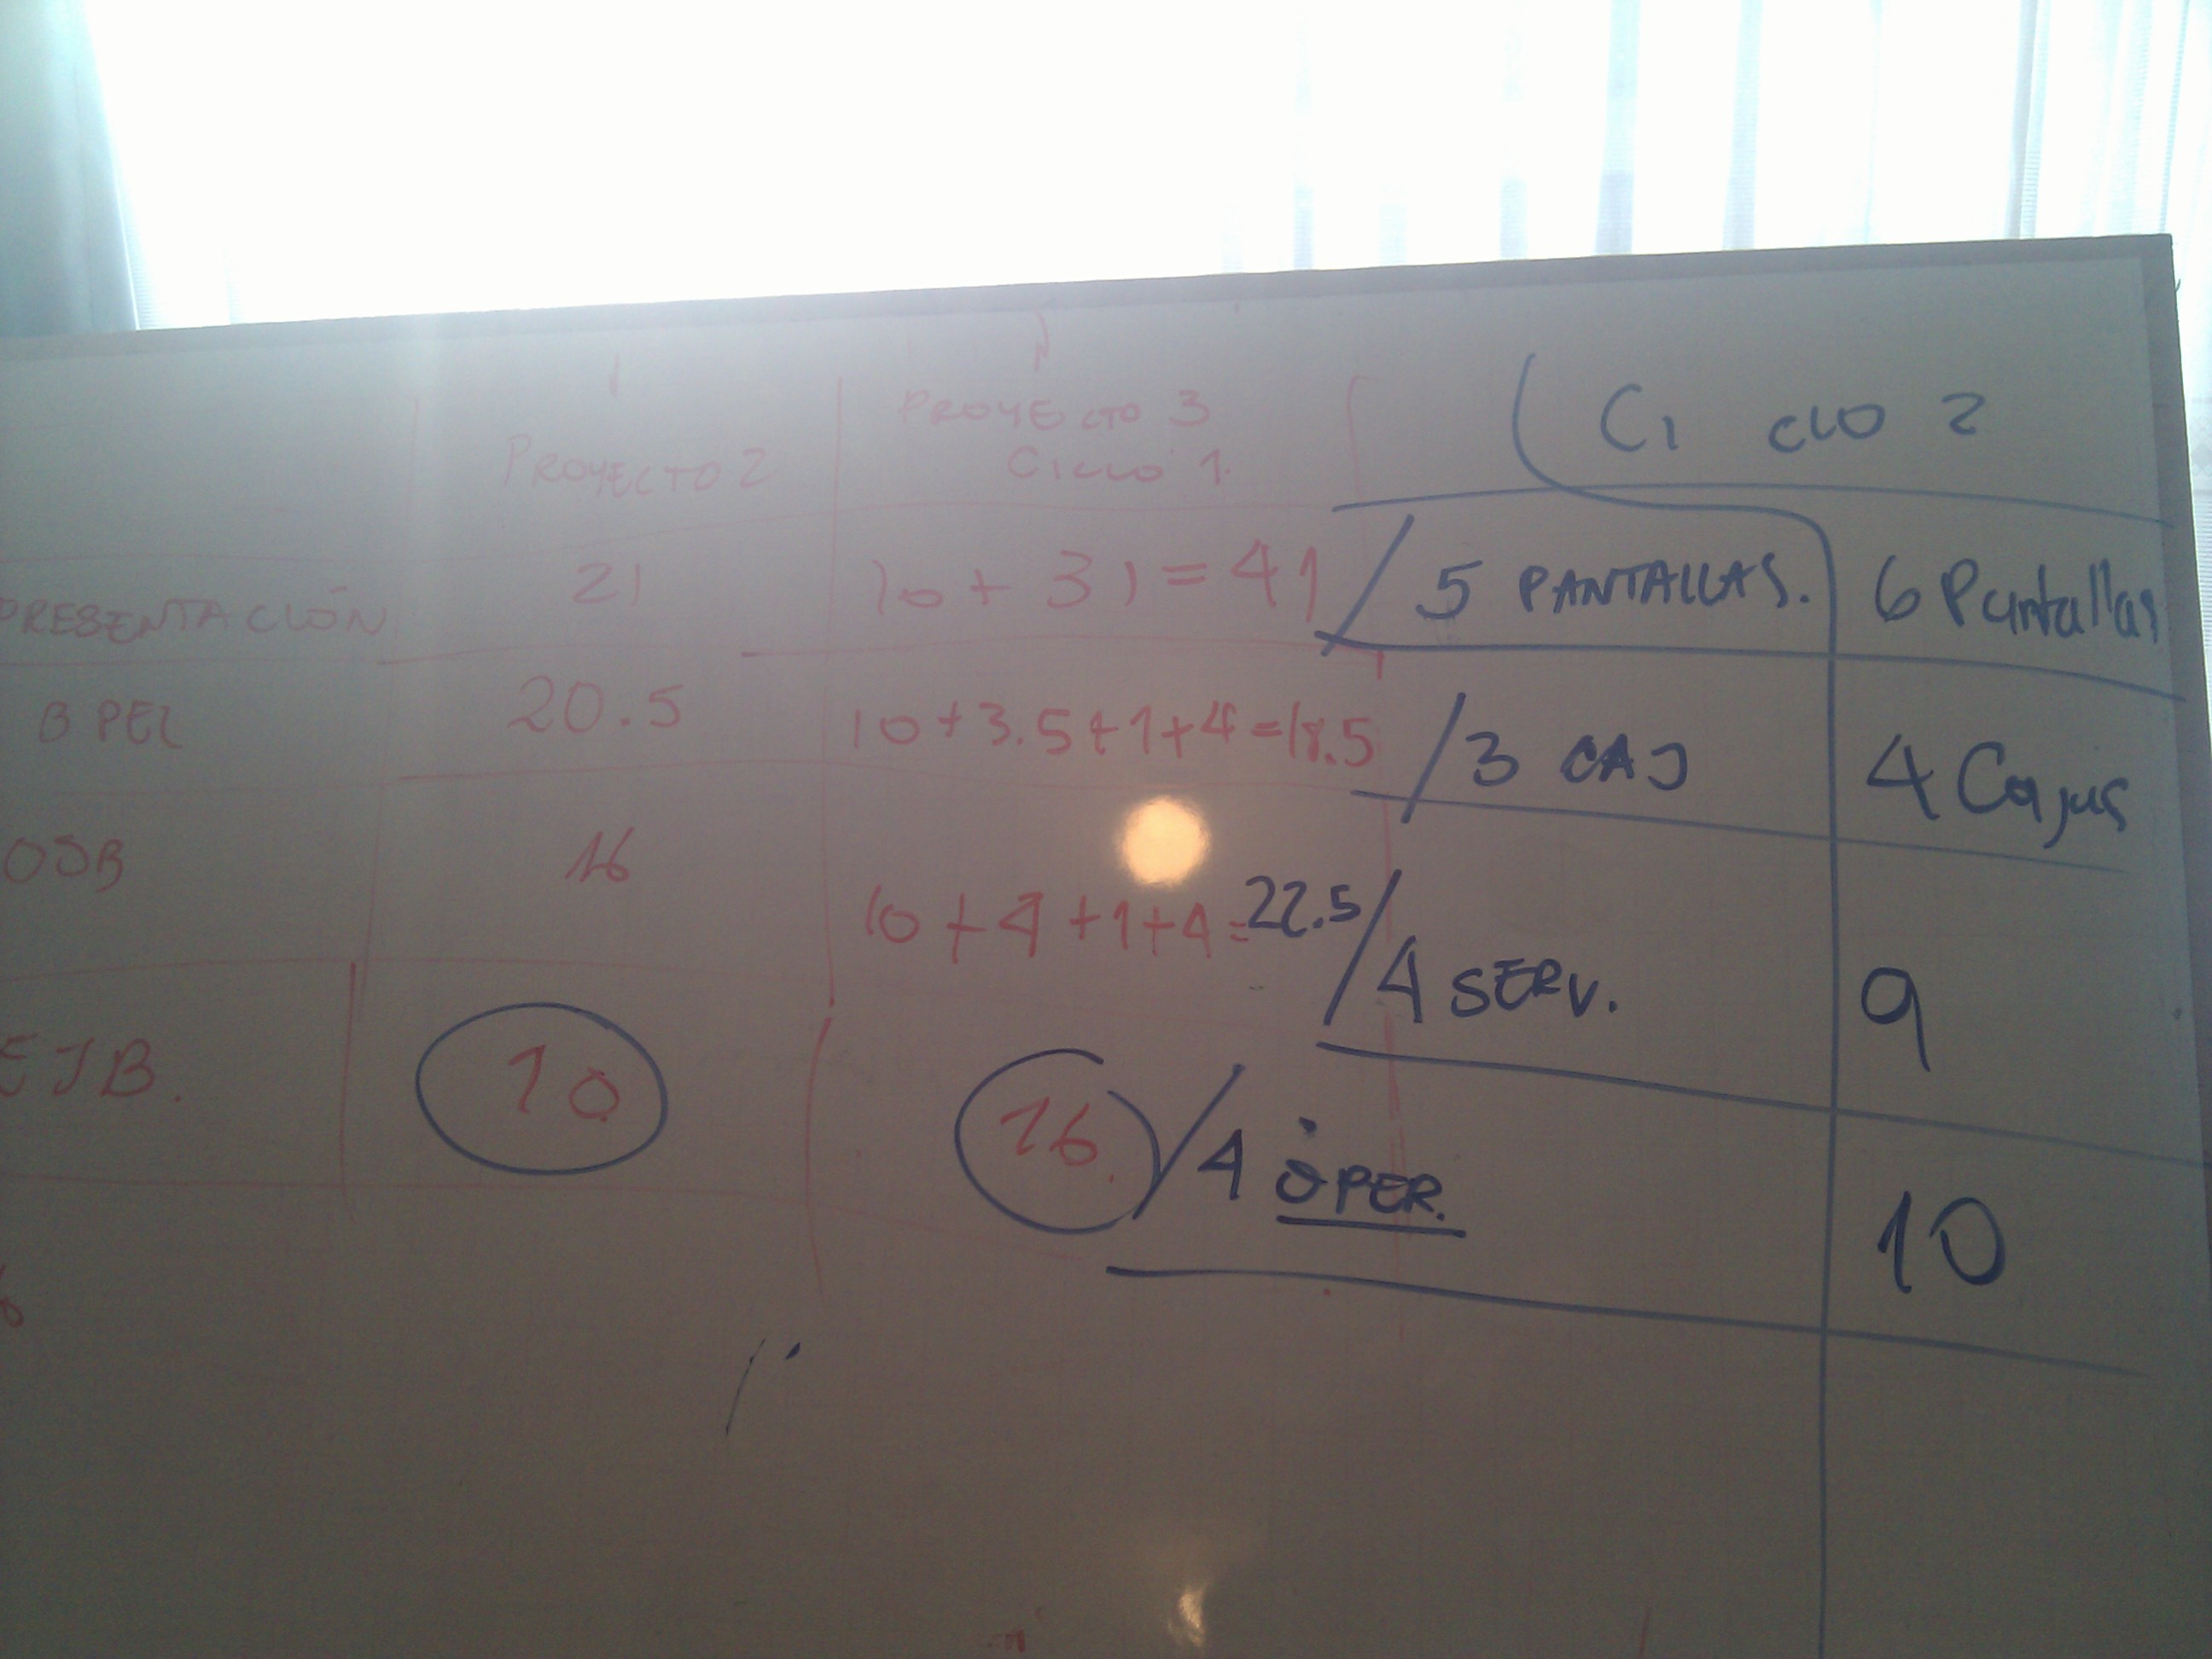 PROYECTO 2
PROYECTO 3
CICLO 1.
CICLO 2
PRESENTACIÓN 21 10 + 31 = 41 / 5 PANTALLAS. 6 Pantallas
BPEL 20.5 10 + 3.5 + 1 + 4 = 18.5 / 3 CAJ 4 Cajas
OSB 16 10 + 4 + 1 + 4 = 22.5 / 4 SERV. 9
EJB. 10 16. / 4 OPER. 10